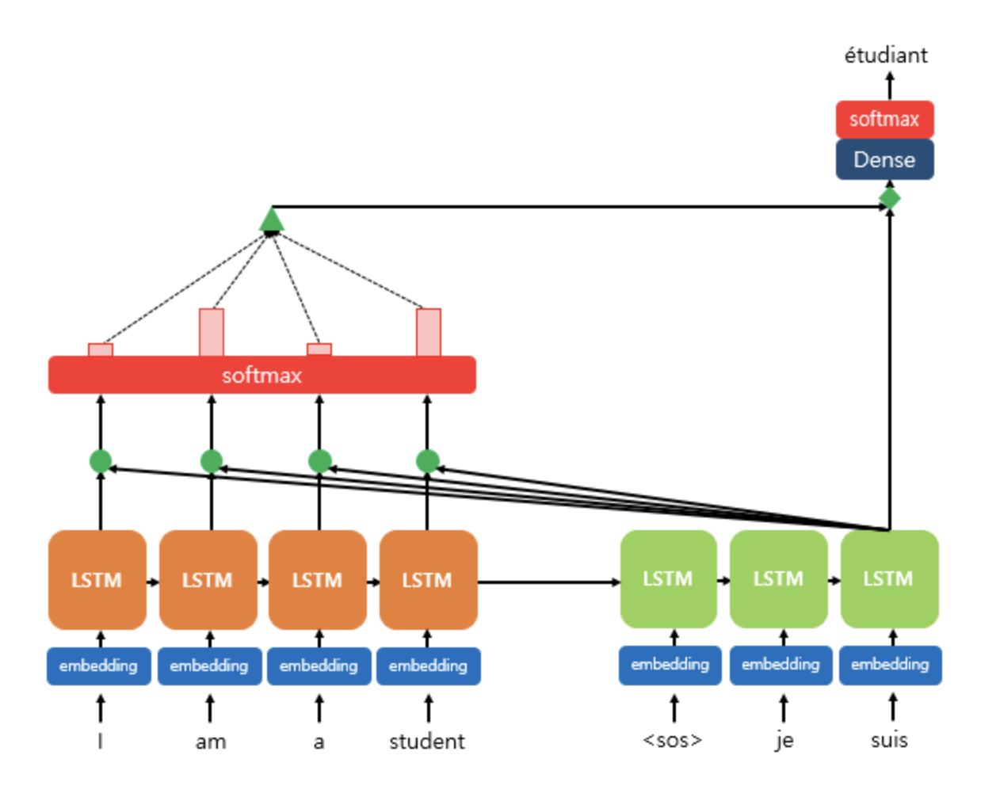 étudiant
softmax
Dense
softmax
LSTM LSTM LSTM LSTM LSTM LSTM LSTM
embedding embedding embedding embedding embedding embedding embedding
I am a student <sos> je suis